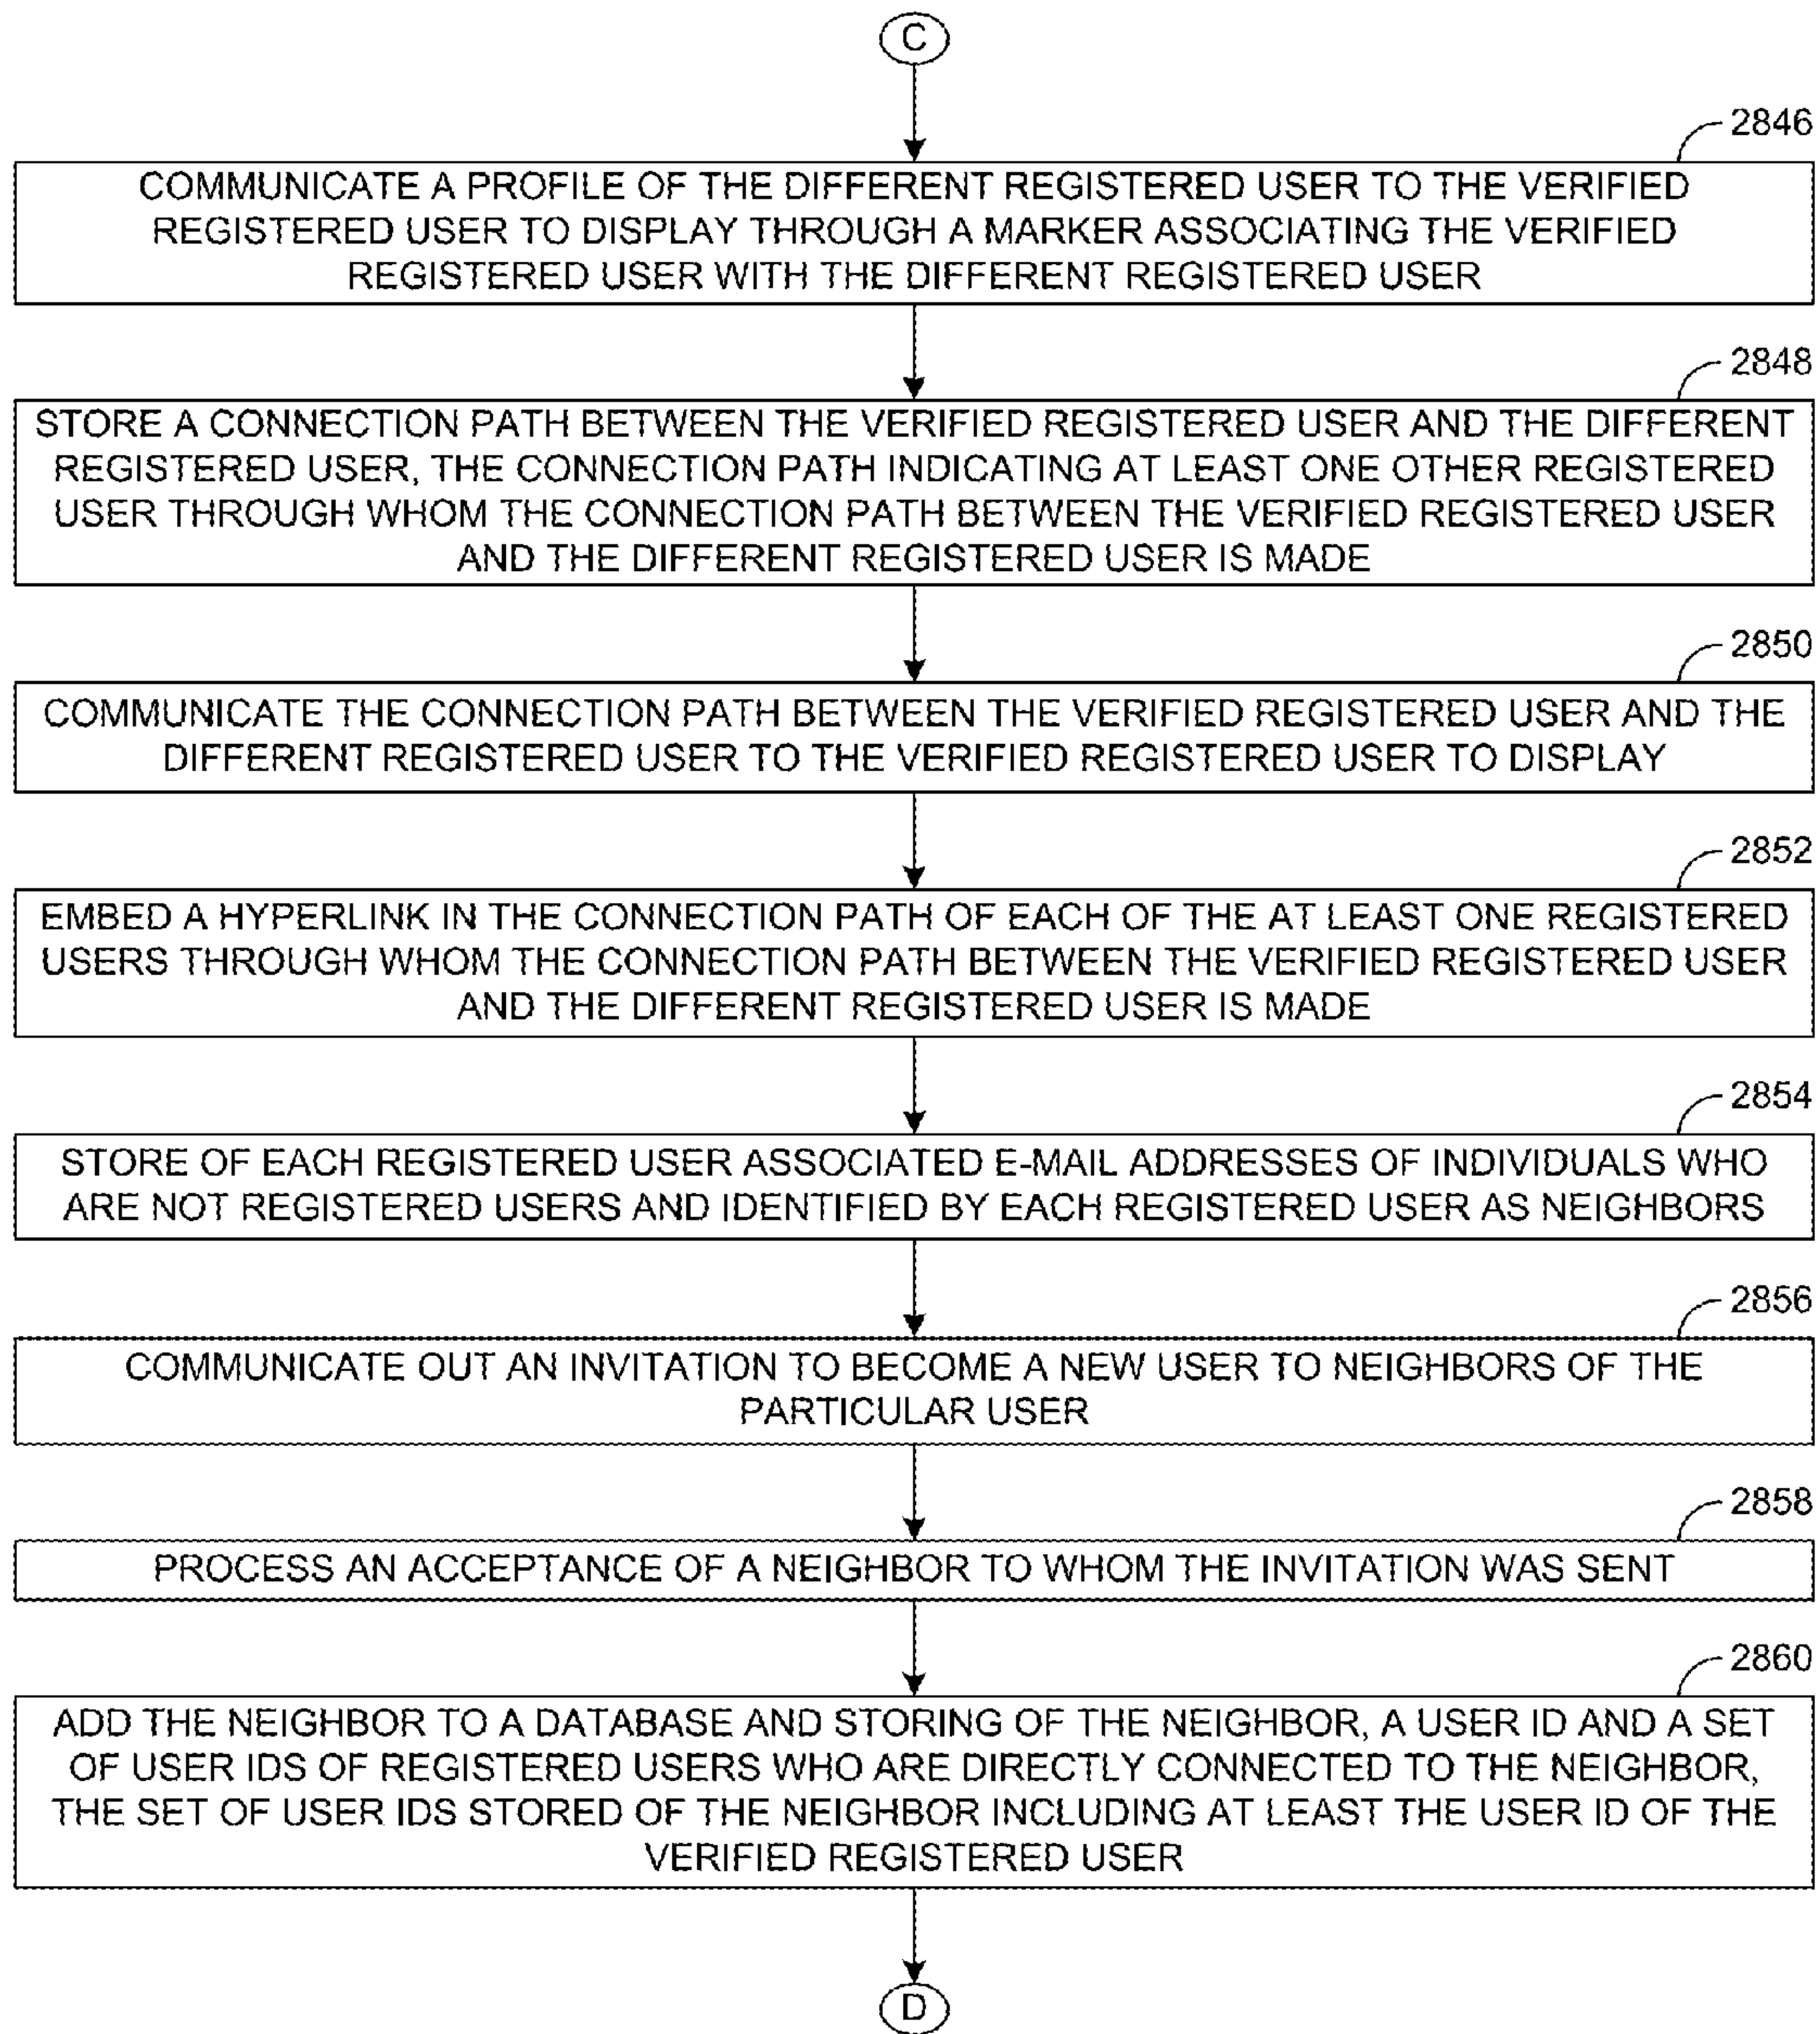 C
2846
COMMUNICATE A PROFILE OF THE DIFFERENT REGISTERED USER TO THE VERIFIED
REGISTERED USER TO DISPLAY THROUGH A MARKER ASSOCIATING THE VERIFIED
REGISTERED USER WITH THE DIFFERENT REGISTERED USER
2848
STORE A CONNECTION PATH BETWEEN THE VERIFIED REGISTERED USER AND THE DIFFERENT
REGISTERED USER, THE CONNECTION PATH INDICATING AT LEAST ONE OTHER REGISTERED
USER THROUGH WHOM THE CONNECTION PATH BETWEEN THE VERIFIED REGISTERED USER
AND THE DIFFERENT REGISTERED USER IS MADE
2850
COMMUNICATE THE CONNECTION PATH BETWEEN THE VERIFIED REGISTERED USER AND THE
DIFFERENT REGISTERED USER TO THE VERIFIED REGISTERED USER TO DISPLAY
2852
EMBED A HYPERLINK IN THE CONNECTION PATH OF EACH OF THE AT LEAST ONE REGISTERED
USERS THROUGH WHOM THE CONNECTION PATH BETWEEN THE VERIFIED REGISTERED USER
AND THE DIFFERENT REGISTERED USER IS MADE
2854
STORE OF EACH REGISTERED USER ASSOCIATED E-MAIL ADDRESSES OF INDIVIDUALS WHO
ARE NOT REGISTERED USERS AND IDENTIFIED BY EACH REGISTERED USER AS NEIGHBORS
2856
COMMUNICATE OUT AN INVITATION TO BECOME A NEW USER TO NEIGHBORS OF THE
PARTICULAR USER
2858
PROCESS AN ACCEPTANCE OF A NEIGHBOR TO WHOM THE INVITATION WAS SENT
2860
ADD THE NEIGHBOR TO A DATABASE AND STORING OF THE NEIGHBOR, A USER ID AND A SET
OF USER IDS OF REGISTERED USERS WHO ARE DIRECTLY CONNECTED TO THE NEIGHBOR,
THE SET OF USER IDS STORED OF THE NEIGHBOR INCLUDING AT LEAST THE USER ID OF THE
VERIFIED REGISTERED USER
D